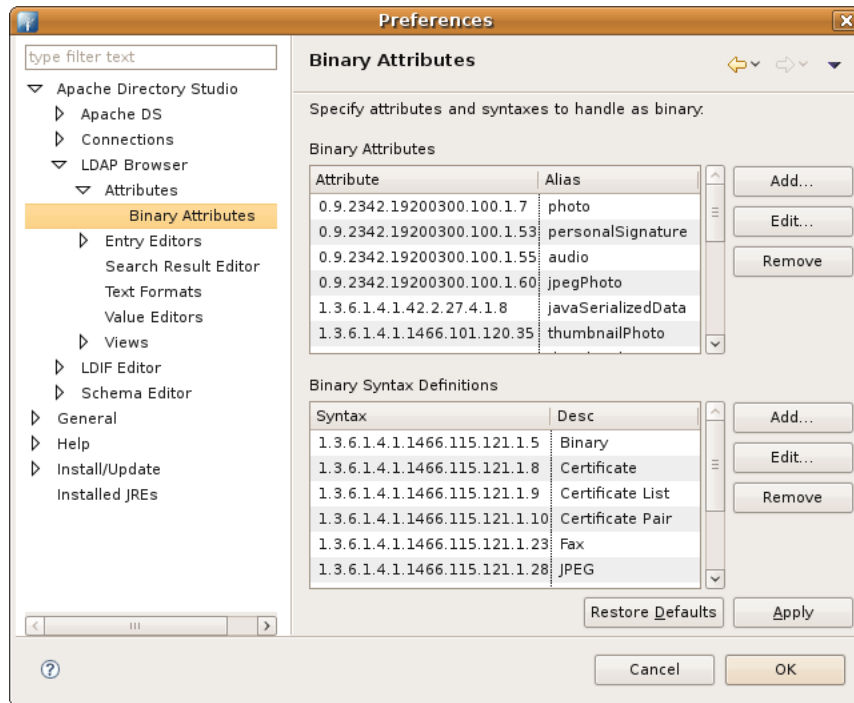 Preferences
type filter text
Apache Directory Studio
Apache DS
Connections
LDAP Browser
Attributes
Binary Attributes
Entry Editors
Search Result Editor
Text Formats
Value Editors
Views
LDIF Editor
Schema Editor
General
Help
Install/Update
Installed JREs
Binary Attributes
Specify attributes and syntaxes to handle as binary:
Binary Attributes
Attribute Alias
0.9.2342.19200300.100.1.7 photo
0.9.2342.19200300.100.1.53 personalSignature
0.9.2342.19200300.100.1.55 audio
0.9.2342.19200300.100.1.60 jpegPhoto
1.3.6.1.4.1.42.2.27.4.1.8 javaSerializedData
1.3.6.1.4.1.1466.101.120.35 thumbnailPhoto
Add...
Edit...
Remove
Binary Syntax Definitions
Syntax Desc
1.3.6.1.4.1.1466.115.121.1.5 Binary
1.3.6.1.4.1.1466.115.121.1.8 Certificate
1.3.6.1.4.1.1466.115.121.1.9 Certificate List
1.3.6.1.4.1.1466.115.121.1.10 Certificate Pair
1.3.6.1.4.1.1466.115.121.1.23 Fax
1.3.6.1.4.1.1466.115.121.1.28 JPEG
Add...
Edit...
Remove
Restore Defaults Apply
Cancel OK